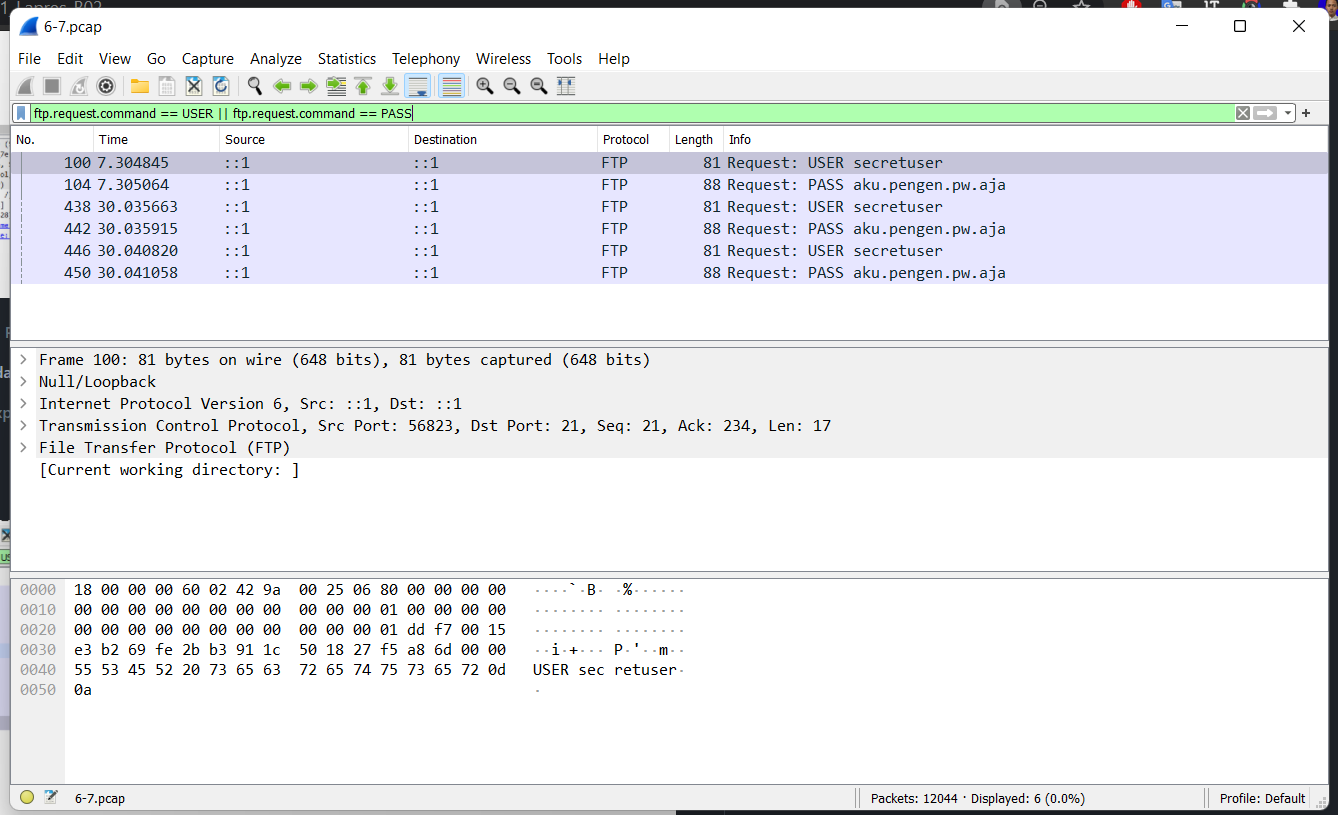 1_Lapres_B02
6-7.pcap
File Edit View Go Capture Analyze Statistics Telephony Wireless Tools Help
ftp.request.command == USER || ftp.request.command == PASS
No. Time Source Destination Protocol Length Info
100 7.304845 ::1 ::1 FTP 81 Request: USER secretuser
104 7.305064 ::1 ::1 FTP 88 Request: PASS aku.pengen.pw.aja
438 30.035663 ::1 ::1 FTP 81 Request: USER secretuser
442 30.035915 ::1 ::1 FTP 88 Request: PASS aku.pengen.pw.aja
446 30.040820 ::1 ::1 FTP 81 Request: USER secretuser
450 30.041058 ::1 ::1 FTP 88 Request: PASS aku.pengen.pw.aja
Frame 100: 81 bytes on wire (648 bits), 81 bytes captured (648 bits)
Null/Loopback
Internet Protocol Version 6, Src: ::1, Dst: ::1
Transmission Control Protocol, Src Port: 56823, Dst Port: 21, Seq: 21, Ack: 234, Len: 17
File Transfer Protocol (FTP)
[Current working directory: ]
0000 18 00 00 00 60 02 42 9a 00 25 06 80 00 00 00 00 ····`·B· ·%······
0010 00 00 00 00 00 00 00 00 00 00 00 01 00 00 00 00 ········ ········
0020 00 00 00 00 00 00 00 00 00 00 00 01 dd f7 00 15 ········ ········
0030 e3 b2 69 fe 2b b3 91 1c 50 18 27 f5 a8 6d 00 00 ··i·+··· P·'··m··
0040 55 53 45 52 20 73 65 63 72 65 74 75 73 65 72 0d USER sec retuser·
0050 0a ·
6-7.pcap
Packets: 12044 · Displayed: 6 (0.0%)
Profile: Default